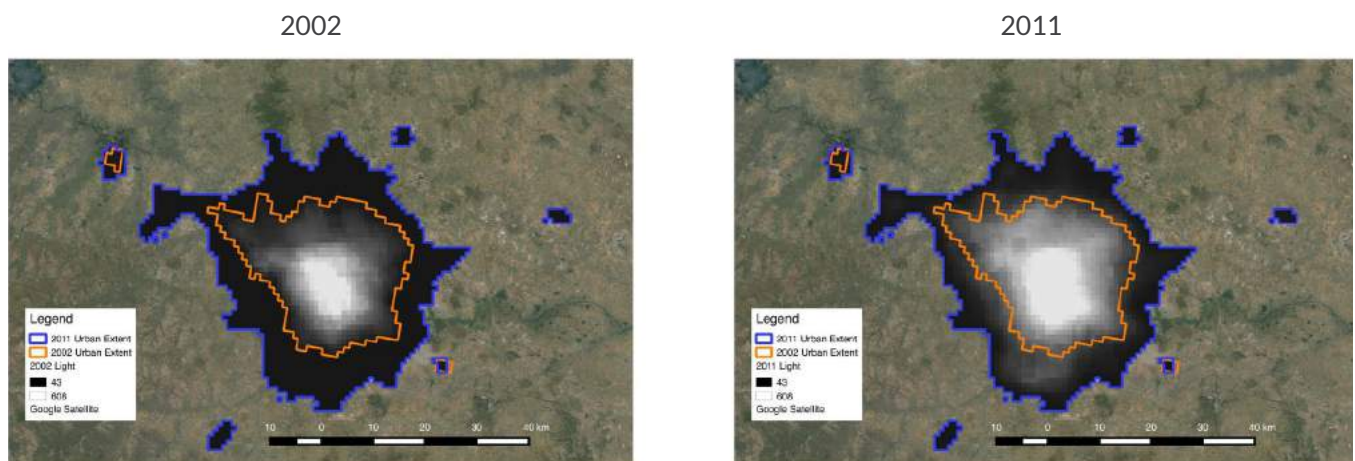 2002
2011
Legend
2011 Urban Extent
2002 Urban Extent
2002 Light
43
608
Google Satellite
10 0 10 20 30 40 km
Legend
2011 Urban Extent
2002 Urban Extent
2011 Light
43
608
Google Satellite
10 0 10 20 30 40 km